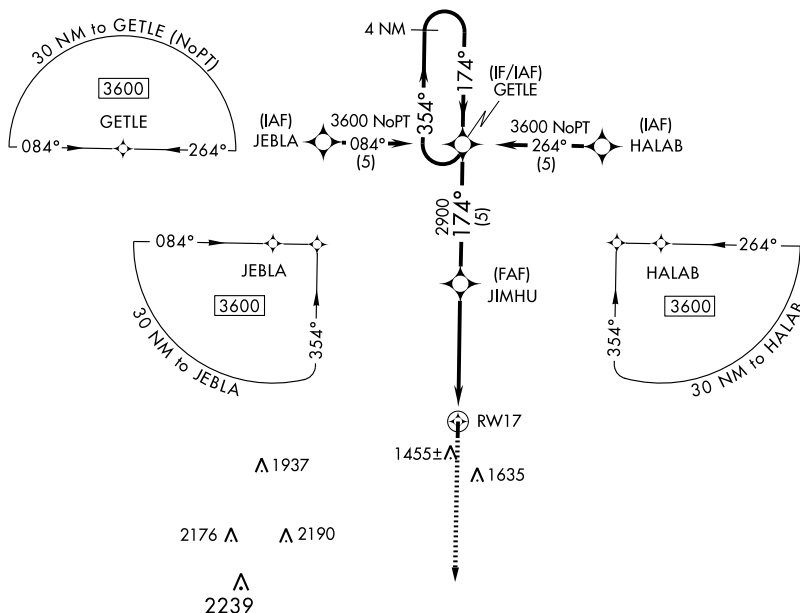 30 NM to GETLE (NoPT)
3600
GETLE
084°
264°
4 NM
354°
174°
(IF/IAF)
GETLE
(IAF)
JEBLA
3600 NoPT
084°
(5)
3600 NoPT
264°
(5)
(IAF)
HALAB
2900
174°
(5)
084°
JEBLA
3600
354°
30 NM to JEBLA
(FAF)
JIMHU
264°
HALAB
3600
354°
30 NM to HALAB
RW17
1455±
1635
1937
2176
2190
2239